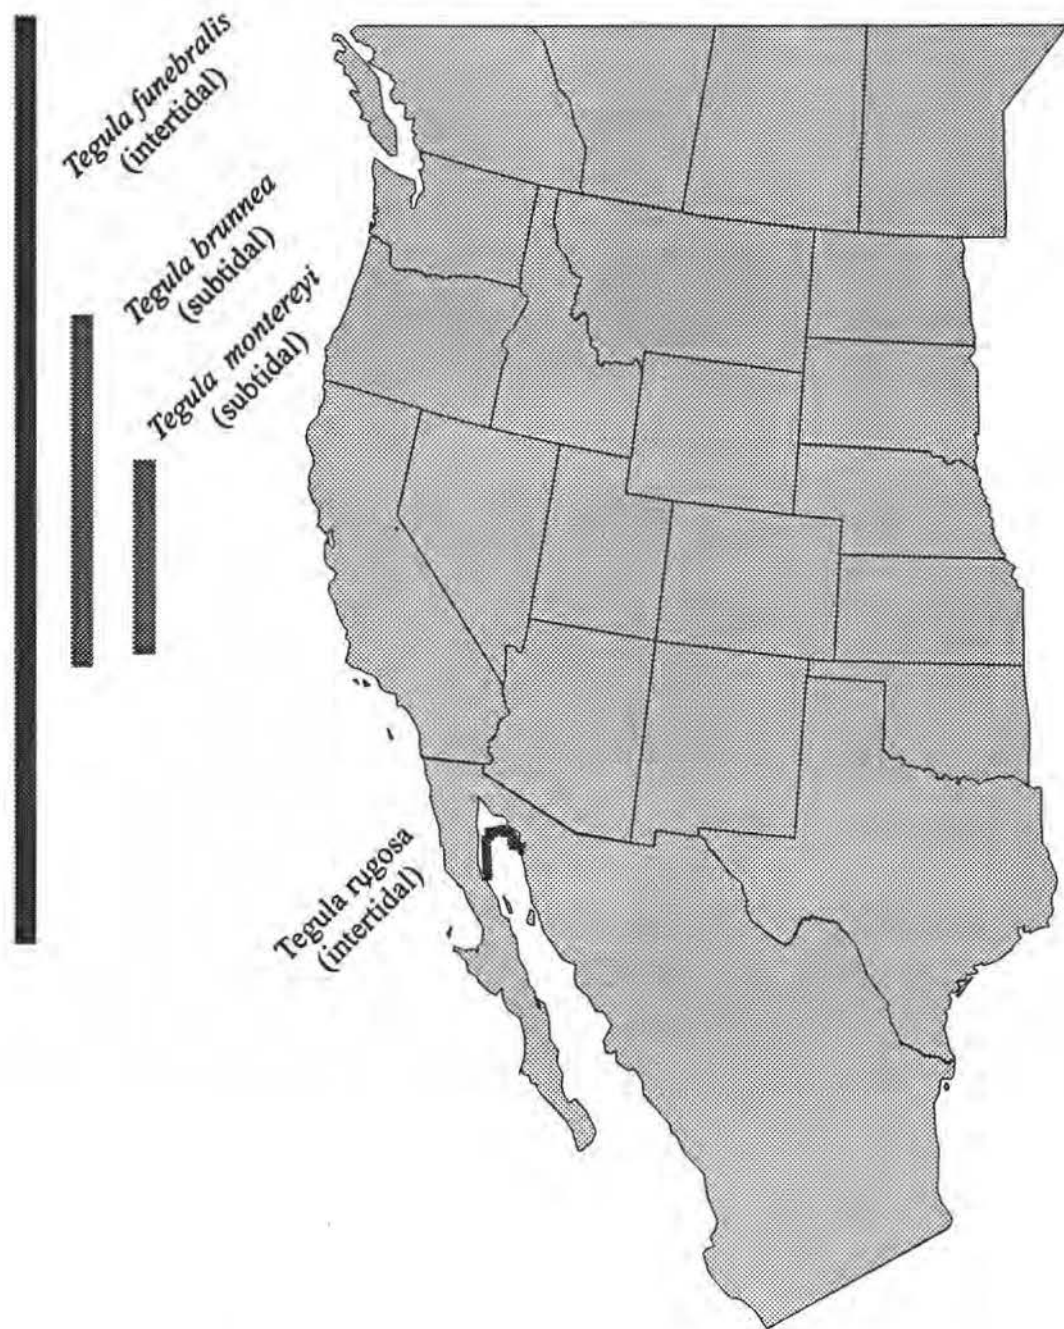 Tegula funebralis
(intertidal)
Tegula brunnea
(subtidal)
Tegula montereyi
(subtidal)
Tegula rugosa
(intertidal)